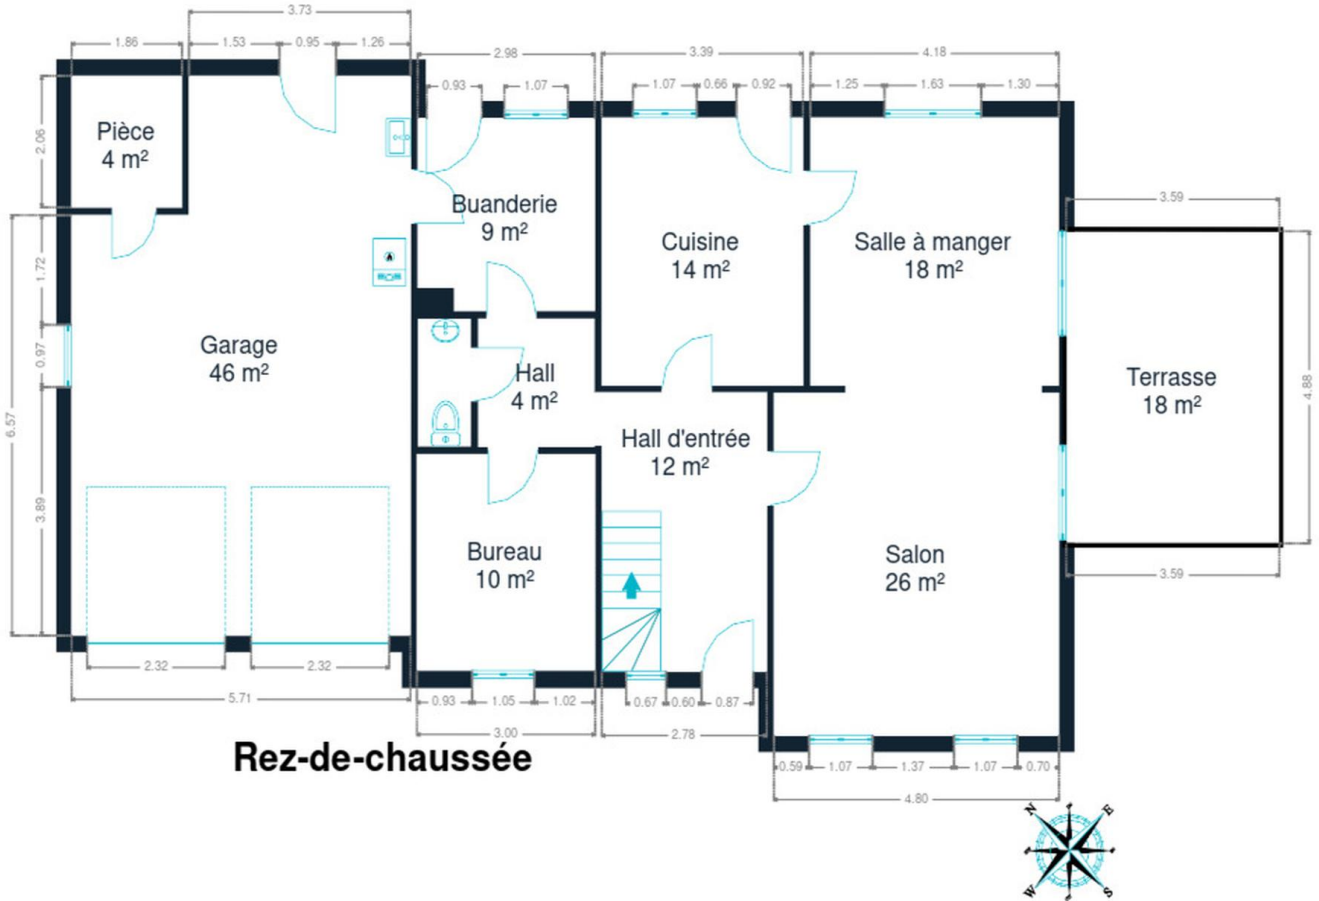 3.73
1.86
1.53
0.95
1.26
2.98
3.39
4.18
0.93
1.07
1.07
0.66
0.92
1.25
1.63
1.30
2.06
Pièce
4 m²
3.59
Buanderie
9 m²
Cuisine
14 m²
Salle à manger
18 m²
1.72
A
Garage
46 m²
0.97
Hall
4 m²
Terrasse
18 m²
4.88
6.57
Hall d'entrée
12 m²
3.89
Bureau
10 m²
Salon
26 m²
3.59
2.32
2.32
5.71
0.93
1.05
1.02
0.67
0.60
0.87
3.00
2.78
Rez-de-chaussée
0.59
1.07
1.37
1.07
0.70
4.80
N
E
W
S